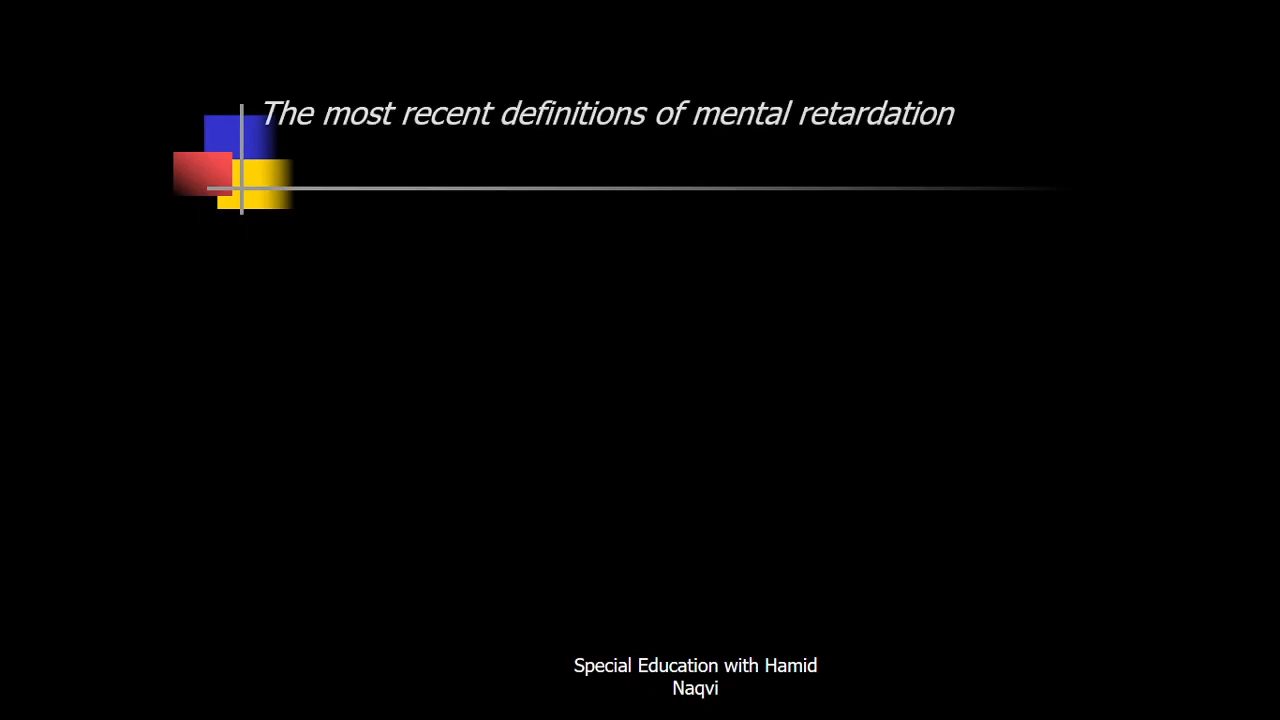 The most recent definitions of mental retardation
Special Education with Hamid
Naqvi